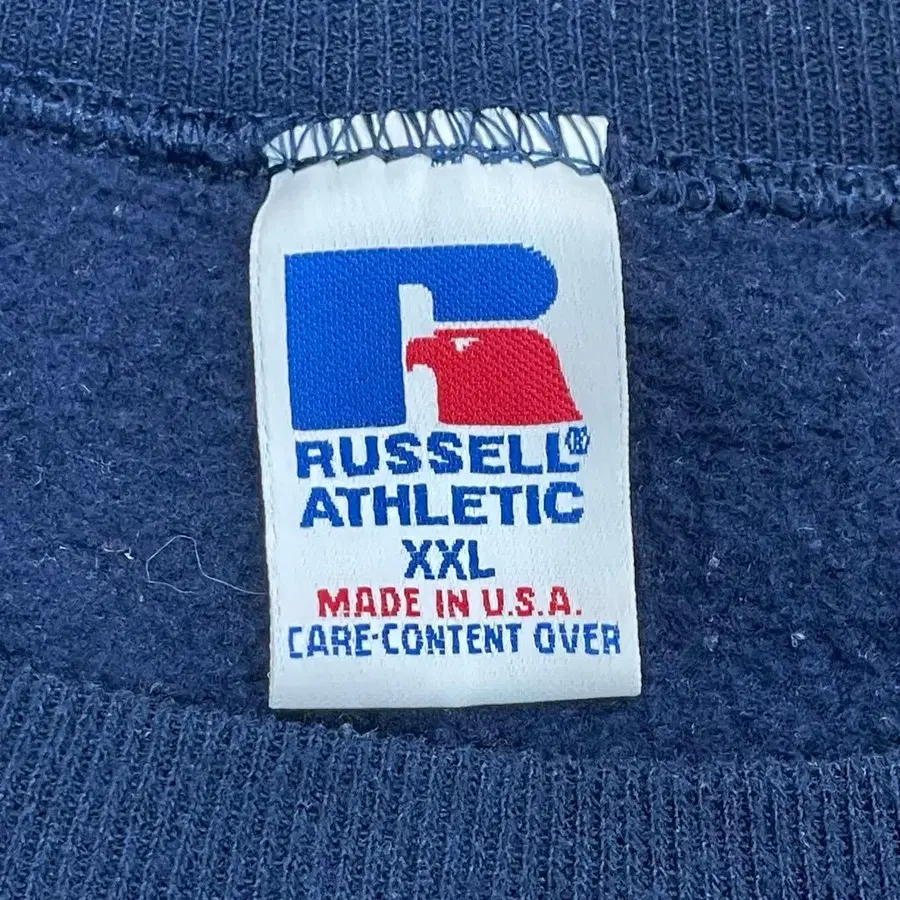 RUSSELL®
ATHLETIC
XXL
MADE IN U.S.A.
CARE-CONTENT OVER